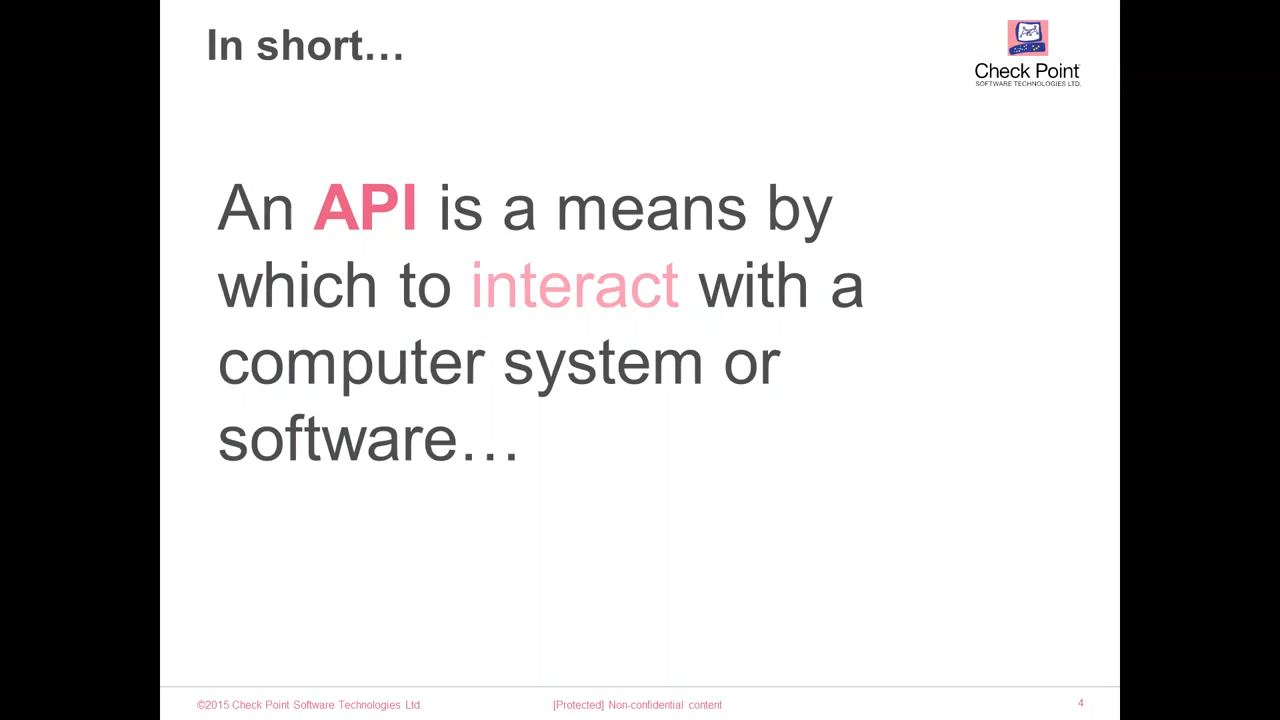 In short…
Check Point
SOFTWARE TECHNOLOGIES LTD.
An API is a means by
which to interact with a
computer system or
software…
©2015 Check Point Software Technologies Ltd.
[Protected] Non-confidential content
4